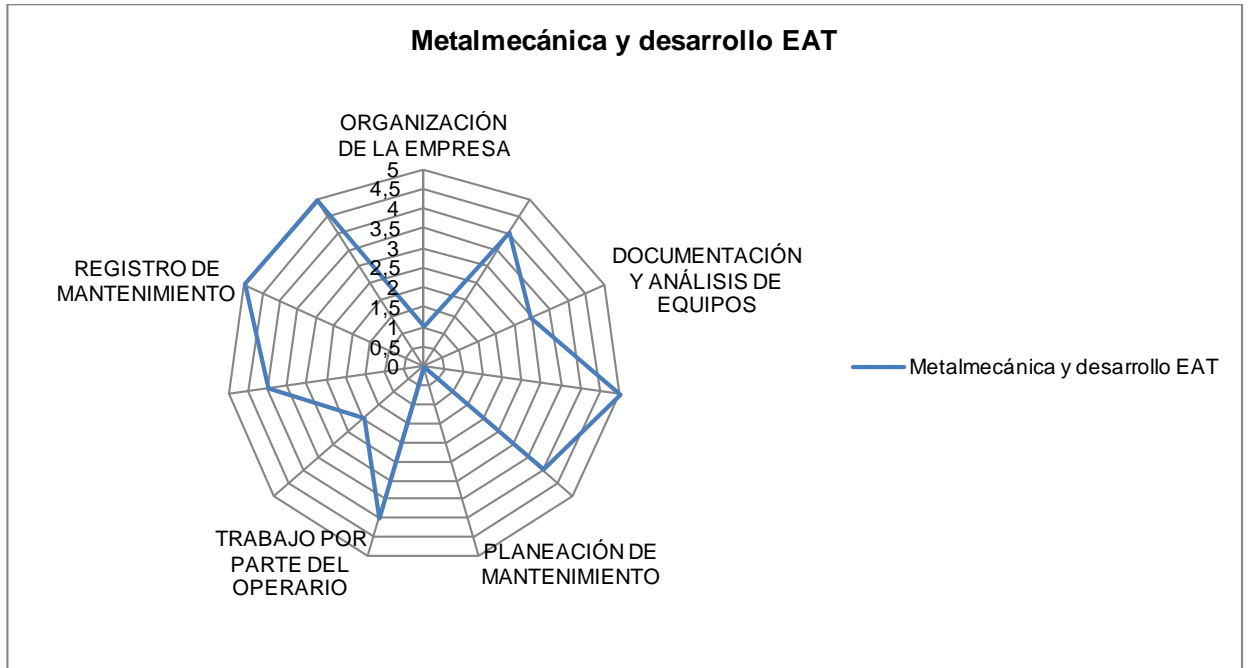 Metalmecánica y desarrollo EAT
ORGANIZACIÓN
DE LA EMPRESA
5
4,5
4
3,5
3
2,5
2
1,5
1
0,5
0
DOCUMENTACIÓN
Y ANÁLISIS DE
EQUIPOS
REGISTRO DE
MANTENIMIENTO
Metalmecánica y desarrollo EAT
TRABAJO POR
PARTE DEL
OPERARIO
PLANEACIÓN DE
MANTENIMIENTO